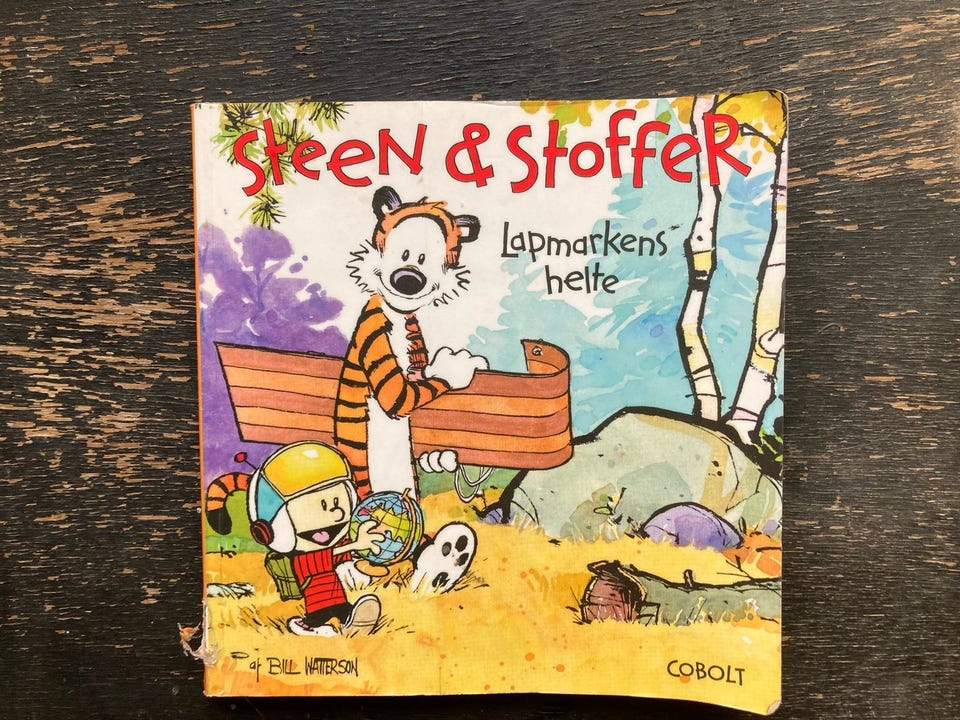 Steen & Stoffer
Lapmarkens
helte
af BILL WATTERSON
COBOLT